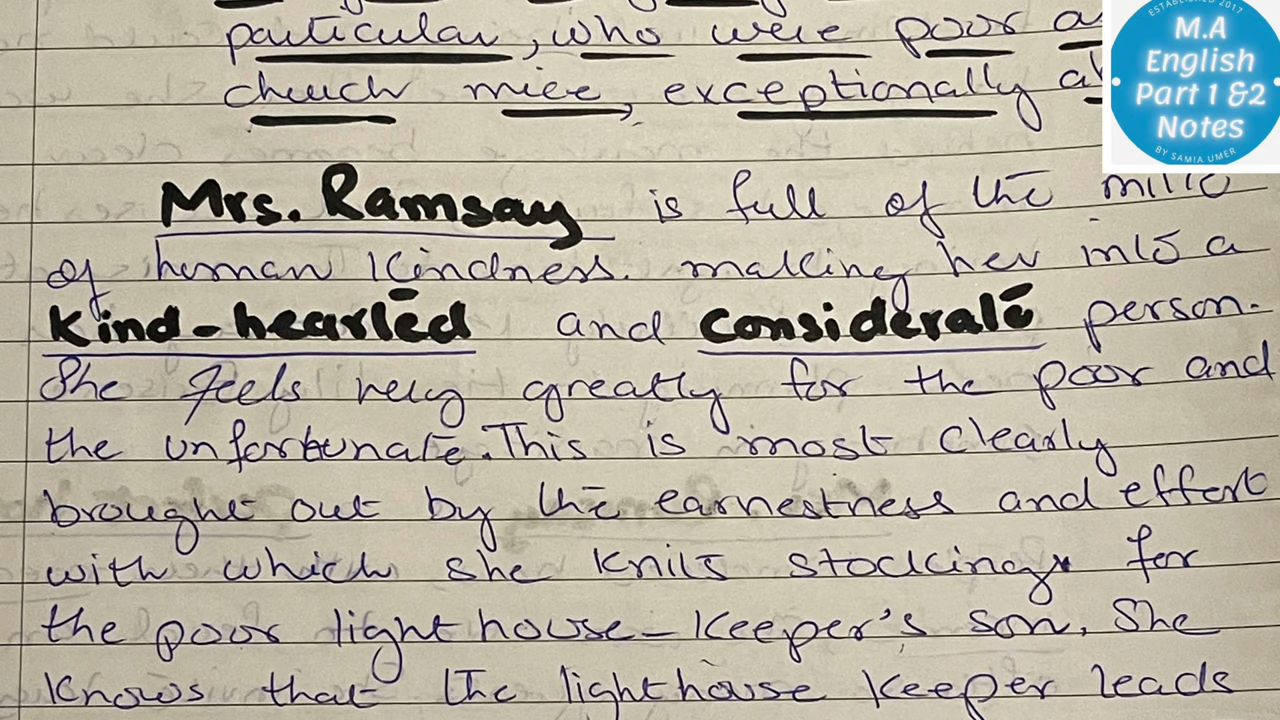 particular, who were poor a
ESTABLISHED 2017
M.A
English
Part 1 &2
Notes
BY SAMIA UMER
church mice, exceptionally
Mrs. Ramsay is full of the milk
of human kindness. making her into a
Kind-hearted and Considerate person.
She feels very greatly for the poor and
the unfortunate. This is most clearly
brought out by the earnestness and effort
with which she knits stockings for
the poor light house-keeper's son. She
knows that the lighthouse keeper leads